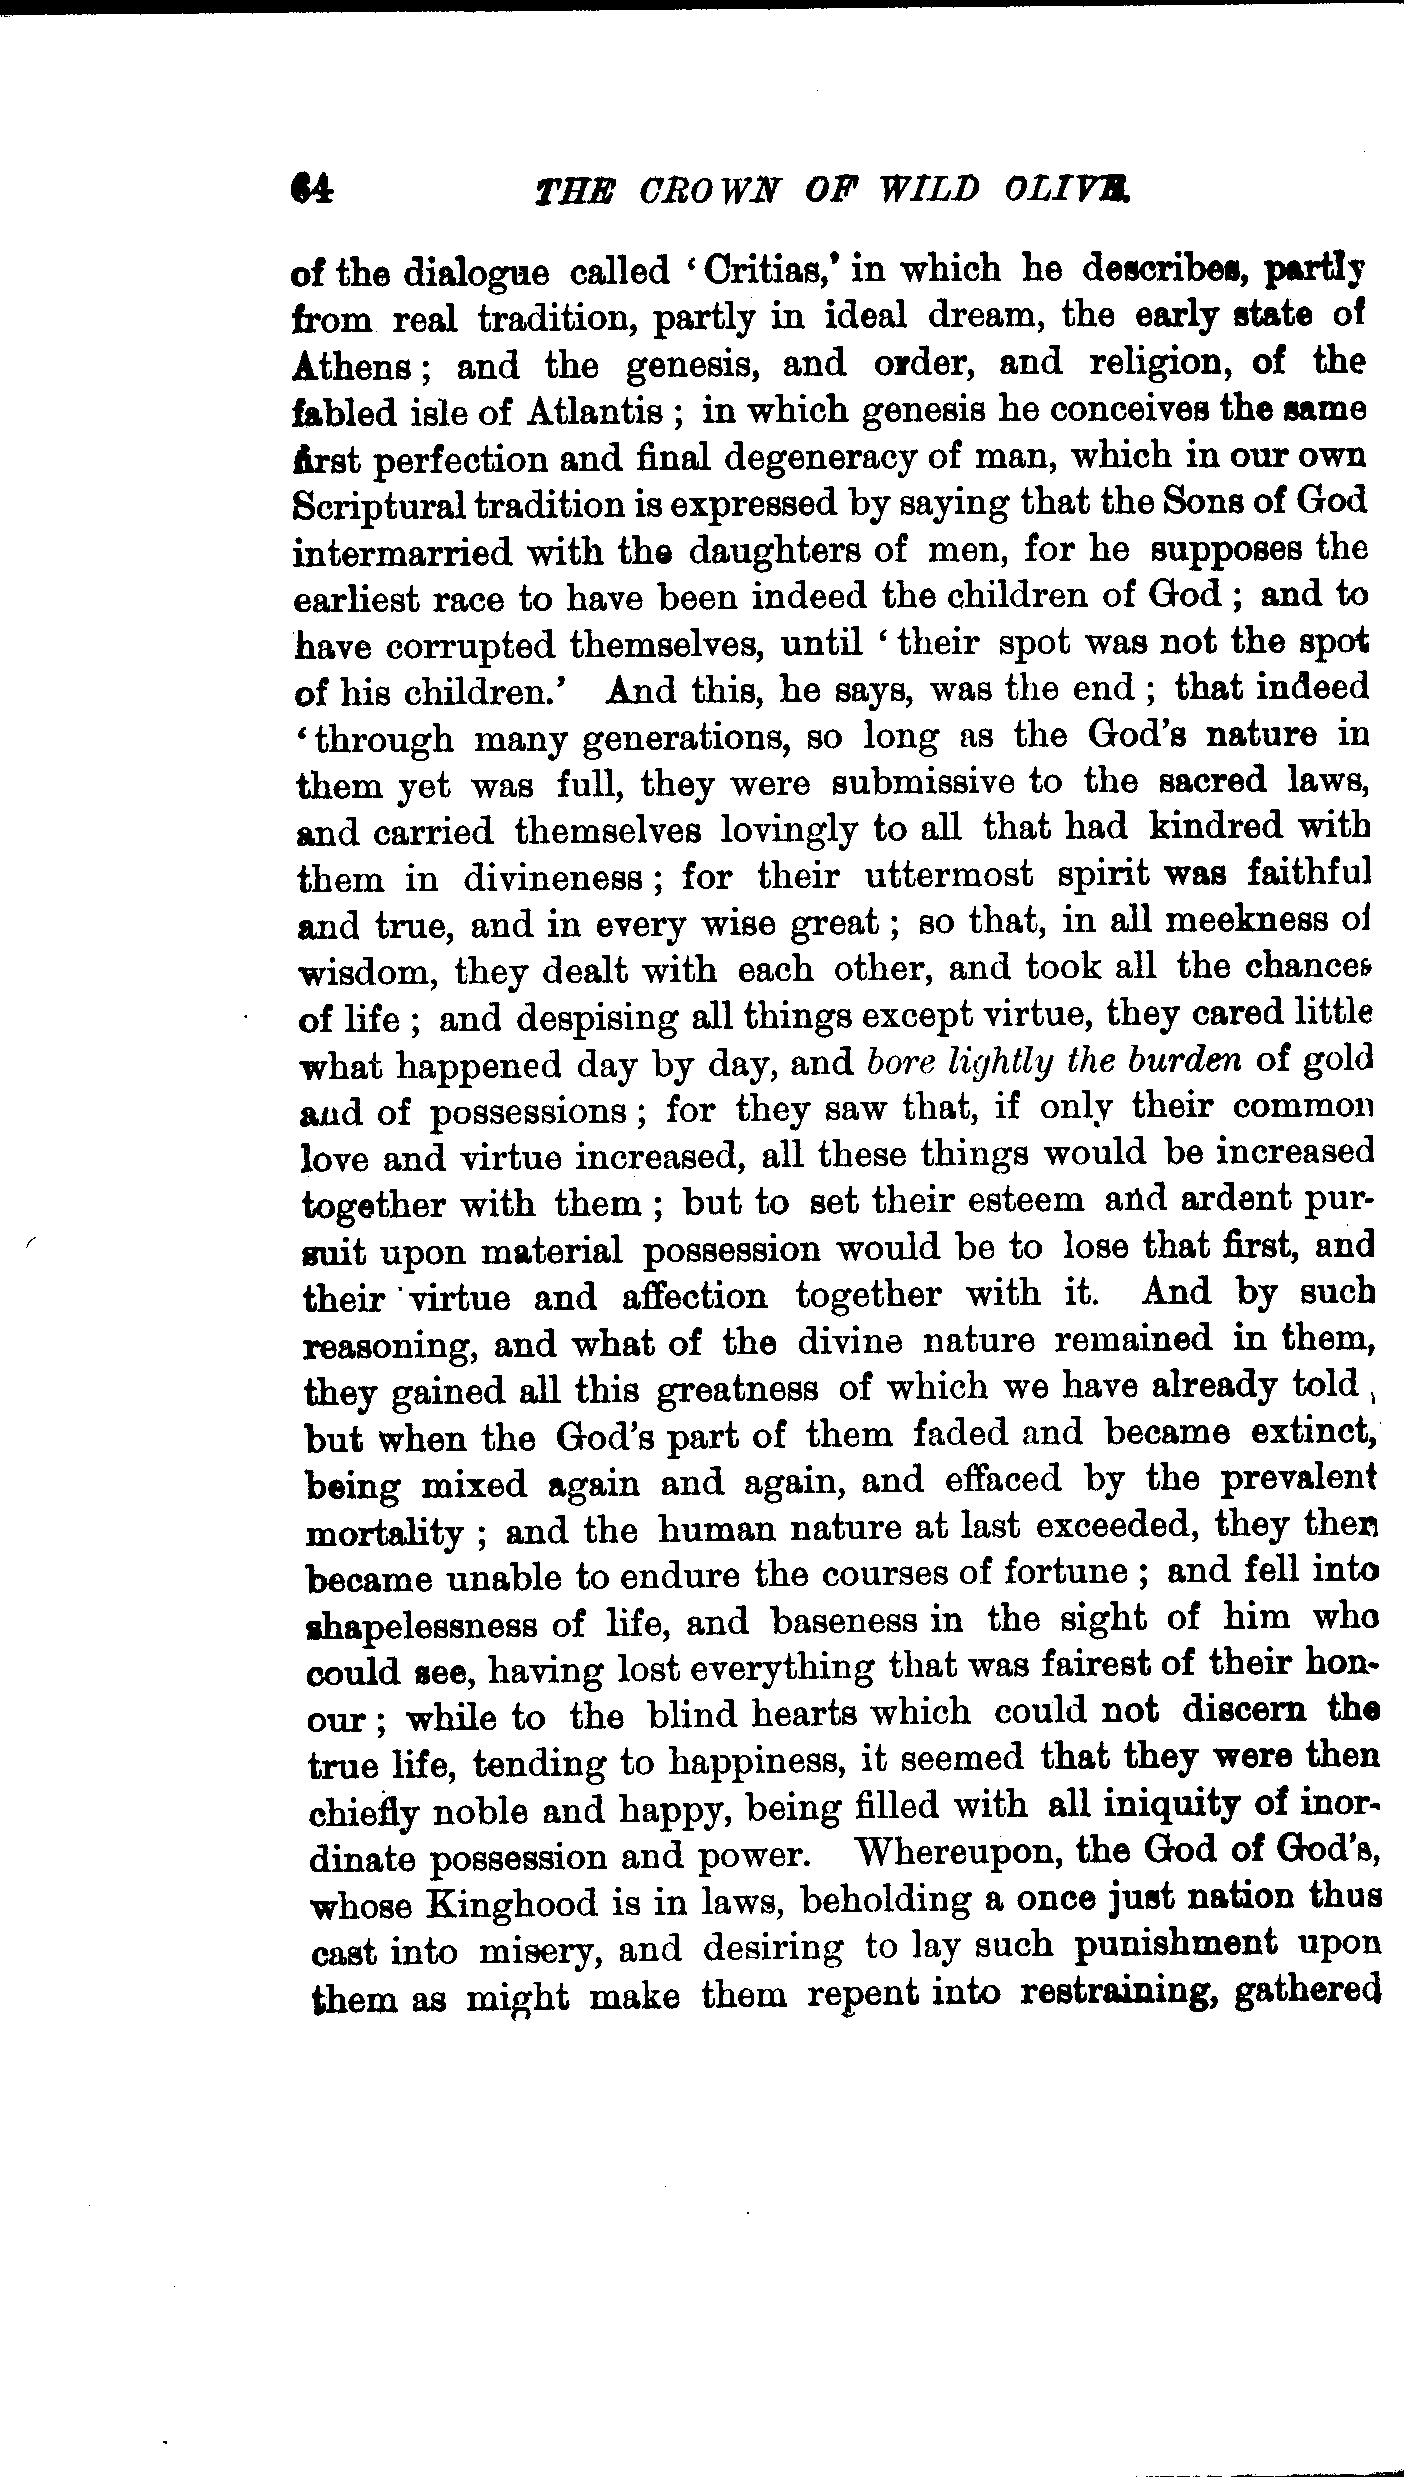 64 THE CROWN OF WILD OLIVE.
of the dialogue called ‘Critias,’ in which he describes, partly
from real tradition, partly in ideal dream, the early state of
Athens; and the genesis, and order, and religion, of the
fabled isle of Atlantis; in which genesis he conceives the same
first perfection and final degeneracy of man, which in our own
Scriptural tradition is expressed by saying that the Sons of God
intermarried with the daughters of men, for he supposes the
earliest race to have been indeed the children of God; and to
have corrupted themselves, until ‘their spot was not the spot
of his children.’ And this, he says, was the end; that indeed
‘through many generations, so long as the God’s nature in
them yet was full, they were submissive to the sacred laws,
and carried themselves lovingly to all that had kindred with
them in divineness; for their uttermost spirit was faithful
and true, and in every wise great; so that, in all meekness of
wisdom, they dealt with each other, and took all the chances
of life; and despising all things except virtue, they cared little
what happened day by day, and bore lightly the burden of gold
and of possessions; for they saw that, if only their common
love and virtue increased, all these things would be increased
together with them; but to set their esteem and ardent pur-
suit upon material possession would be to lose that first, and
their virtue and affection together with it. And by such
reasoning, and what of the divine nature remained in them,
they gained all this greatness of which we have already told,
but when the God’s part of them faded and became extinct,
being mixed again and again, and effaced by the prevalent
mortality; and the human nature at last exceeded, they then
became unable to endure the courses of fortune; and fell into
shapelessness of life, and baseness in the sight of him who
could see, having lost everything that was fairest of their hon-
our; while to the blind hearts which could not discern the
true life, tending to happiness, it seemed that they were then
chiefly noble and happy, being filled with all iniquity of inor-
dinate possession and power. Whereupon, the God of God’s,
whose Kinghood is in laws, beholding a once just nation thus
cast into misery, and desiring to lay such punishment upon
them as might make them repent into restraining, gathered